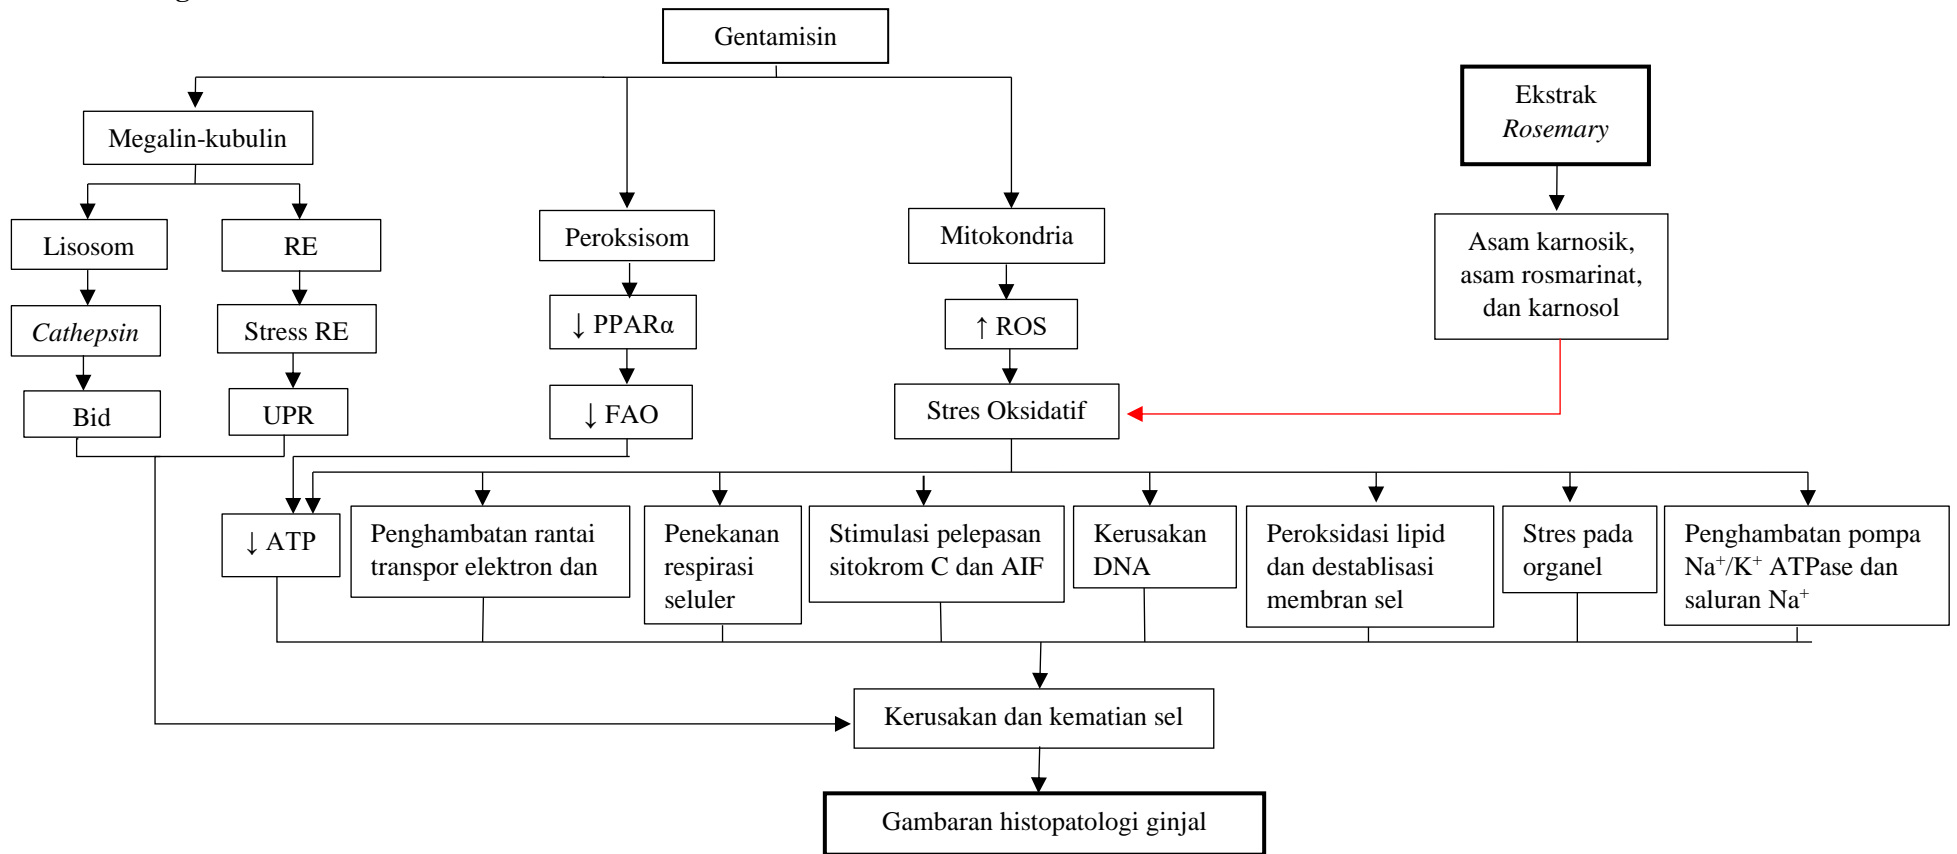 Gentamisin
Ekstrak
Rosemary
Megalin-kubulin
Lisosom
RE
Peroksisom
Mitokondria
Asam karnosik,
asam rosmarinat,
dan karnosol
Cathepsin
Stress RE
↓ PPARα
↑ ROS
Bid
UPR
↓ FAO
Stres Oksidatif
↓ ATP
Penghambatan rantai
transpor elektron dan
Penekanan
respirasi
seluler
Stimulasi pelepasan
sitokrom C dan AIF
Kerusakan
DNA
Peroksidasi lipid
dan destablisasi
membran sel
Stres pada
organel
Penghambatan pompa
Na⁺/K⁺ ATPase dan
saluran Na⁺
Kerusakan dan kematian sel
Gambaran histopatologi ginjal